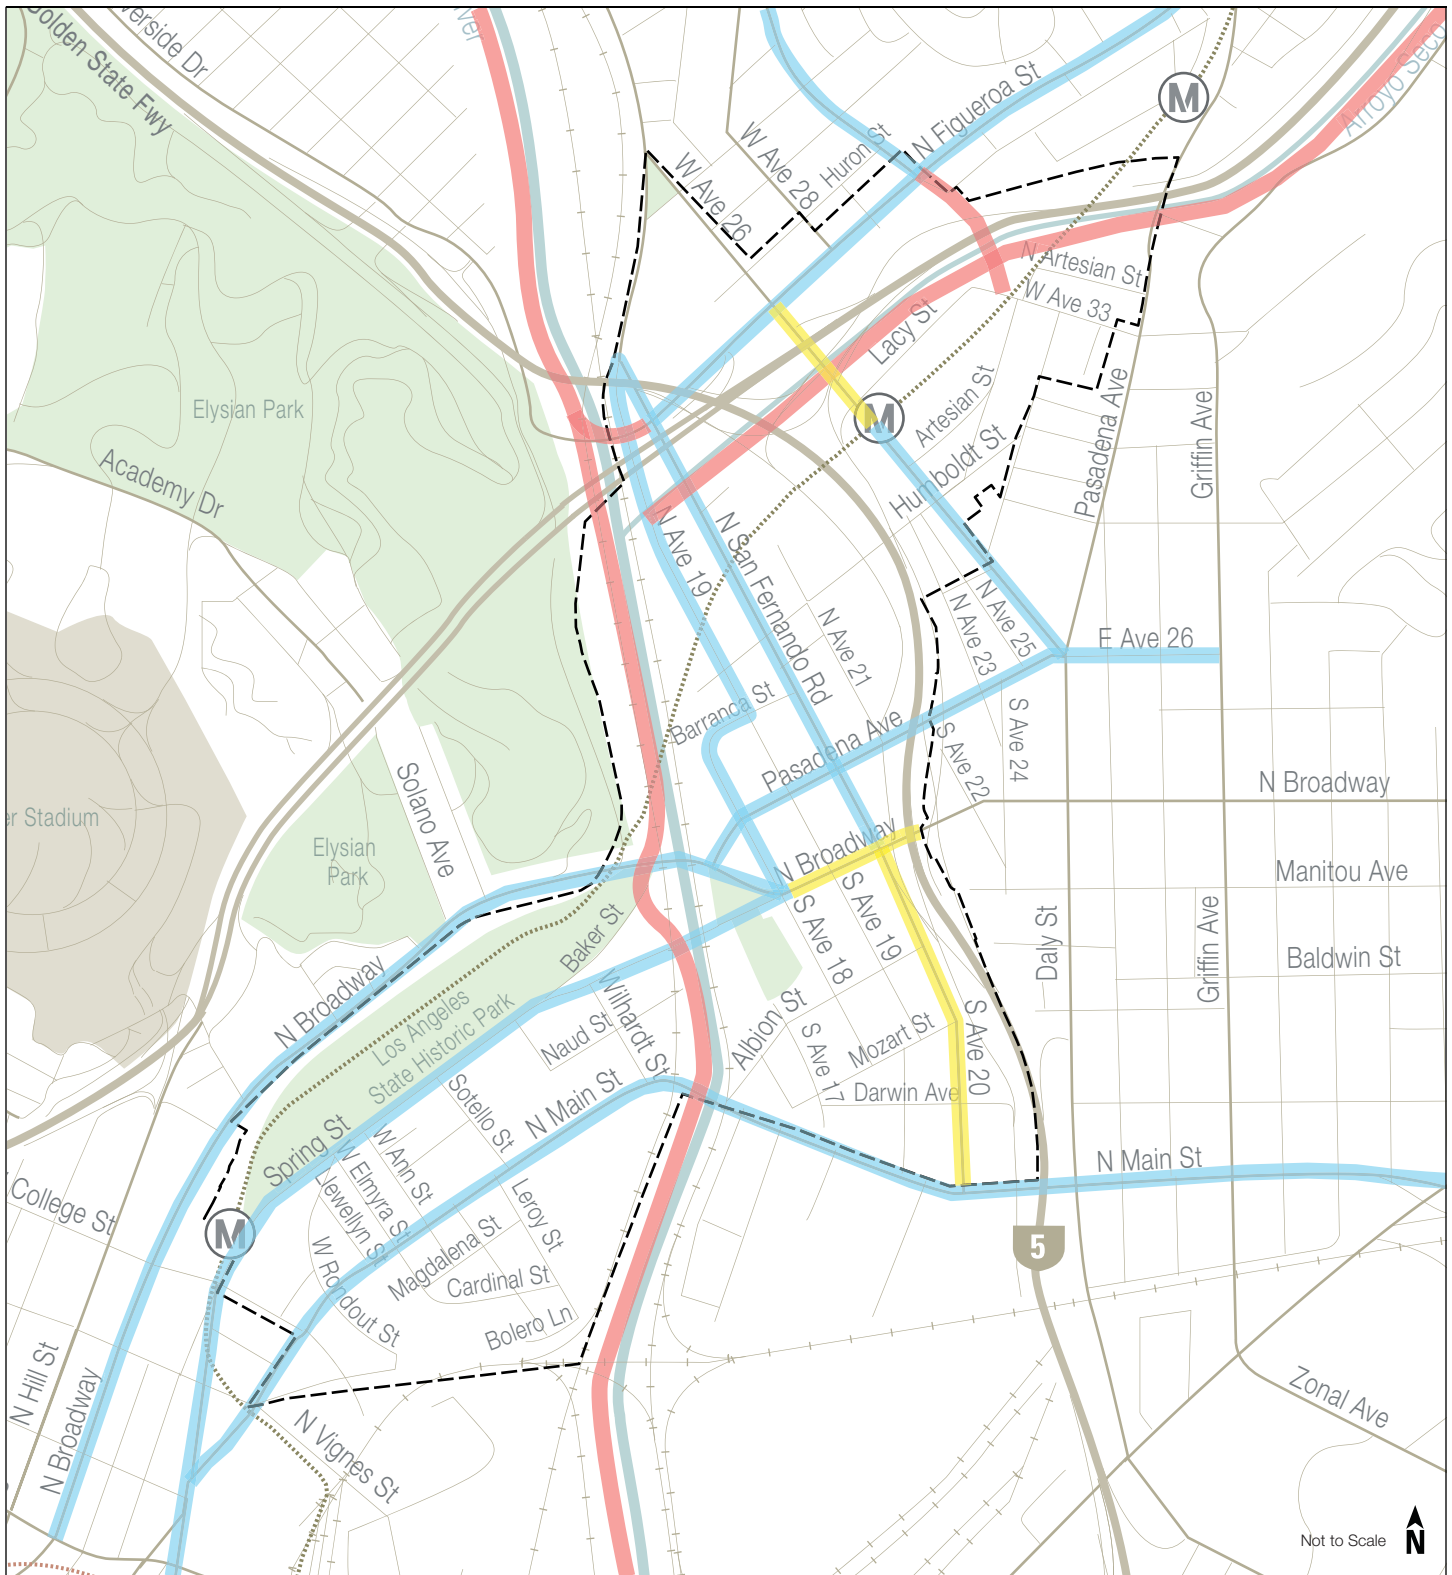 Golden State Fwy
verside Dr
ver
N Figueroa St
M
Arroyo Seco
W Ave 26
W Ave 28
Huron St
N Artesian St
W Ave 33
Lacy St
Elysian Park
M
Artesian St
Humboldt St
Pasadena Ave
Griffin Ave
Academy Dr
N Ave 19
N San Fernando Rd
N Ave 21
N Ave 23
N Ave 25
E Ave 26
Barranca St
Pasadena Ave
S Ave 22
S Ave 24
N Broadway
er Stadium
Solano Ave
Elysian
Park
N Broadway
Manitou Ave
S Ave 18
S Ave 19
Baker St
Daly St
Griffin Ave
Baldwin St
N Broadway
Los Angeles
State Historic Park
Wilhardt St
Naud St
Albion St
S Ave 17
Mozart St
S Ave 20
Darwin Ave
Sotello St
N Main St
Spring St
W Ann St
W Elmyra St
Llewellyn St
N Main St
College St
M
Leroy St
Magdalena St
Cardinal St
W Rondout St
Bolero Ln
5
N Hill St
N Broadway
N Vignes St
Zonal Ave
Not to Scale
N